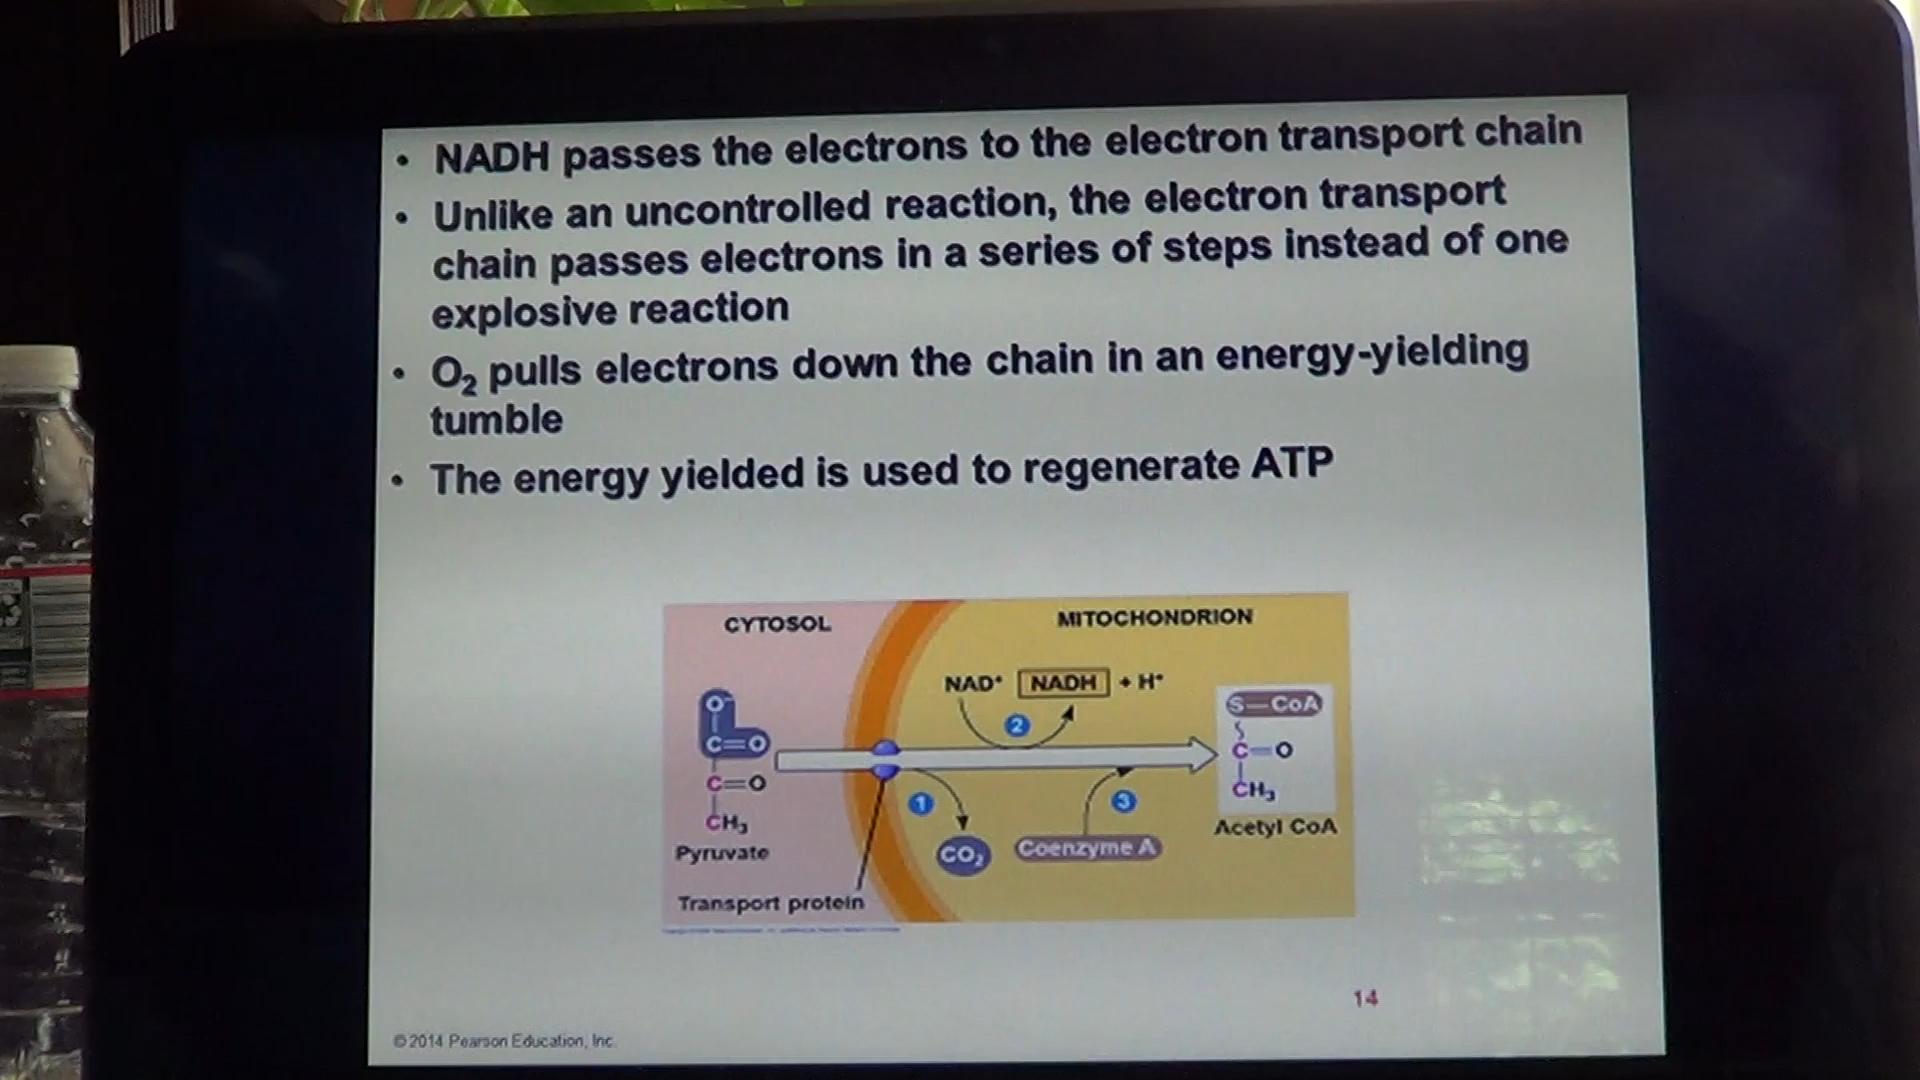 • NADH passes the electrons to the electron transport chain
• Unlike an uncontrolled reaction, the electron transport
chain passes electrons in a series of steps instead of one
explosive reaction
• O₂ pulls electrons down the chain in an energy-yielding
tumble
• The energy yielded is used to regenerate ATP
CYTOSOL
MITOCHONDRION
NAD⁺ NADH + H⁺
2
O⁻
C=O
C=O
CH₃
Pyruvate
Transport protein
1
CO₂
3
Coenzyme A
S—CoA
C=O
CH₃
Acetyl CoA
14
©2014 Pearson Education, Inc.